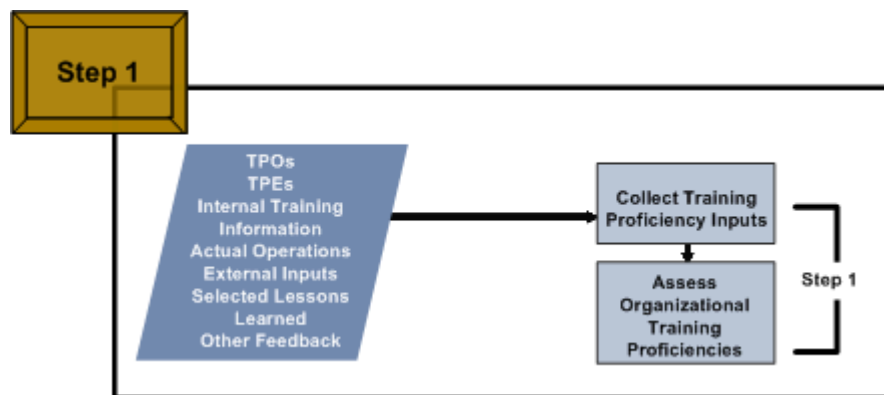 Step 1
TPOs
TPEs
Internal Training
Information
Actual Operations
External Inputs
Selected Lessons
Learned
Other Feedback
Collect Training
Proficiency Inputs
Assess
Organizational
Training
Proficiencies
Step 1